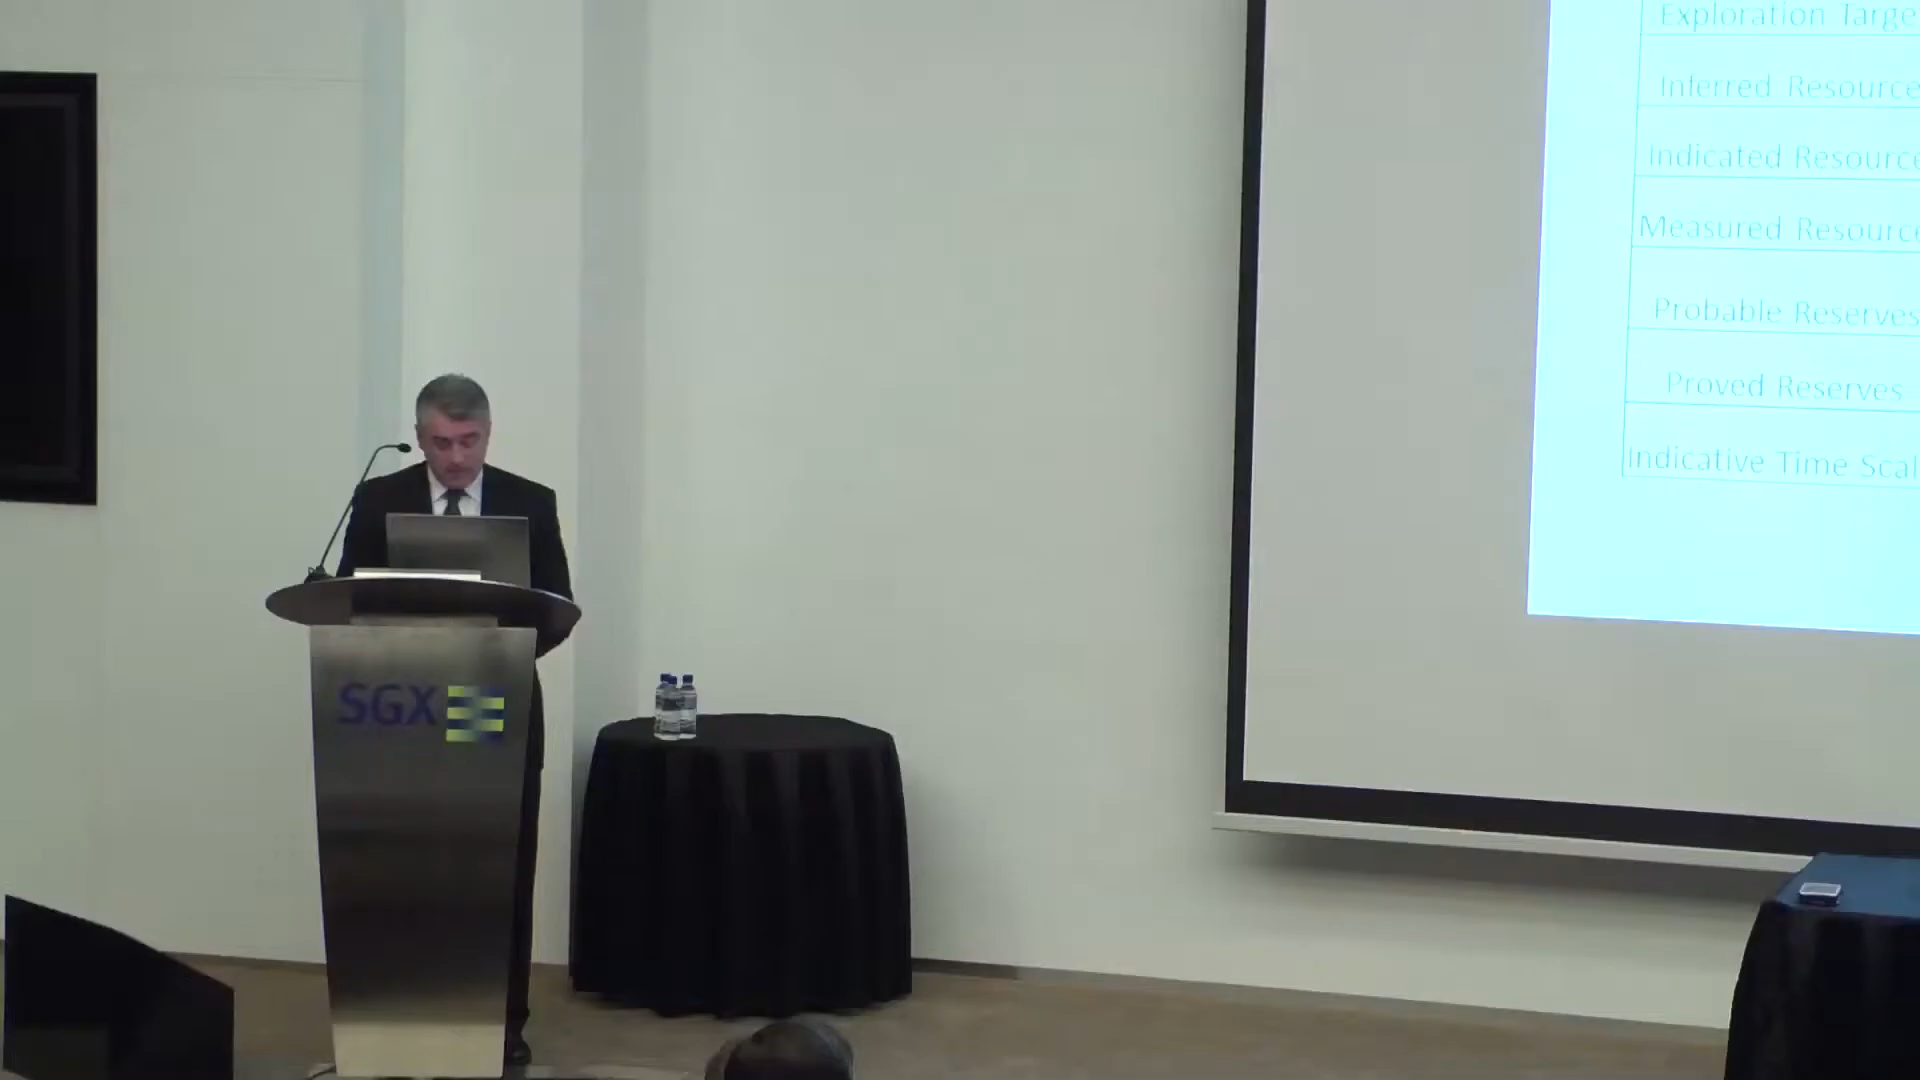 Exploration Targe
Inferred Resource
Indicated Resource
Measured Resource
Probable Reserves
Proved Reserves
Indicative Time Scal
SGX